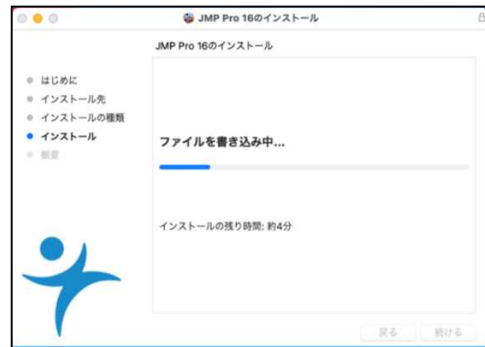 JMP Pro 16のインストール
JMP Pro 16のインストール
はじめに
インストール先
インストールの種類
インストール
概要
ファイルを書き込み中...
インストールの残り時間: 約4分
戻る
続ける